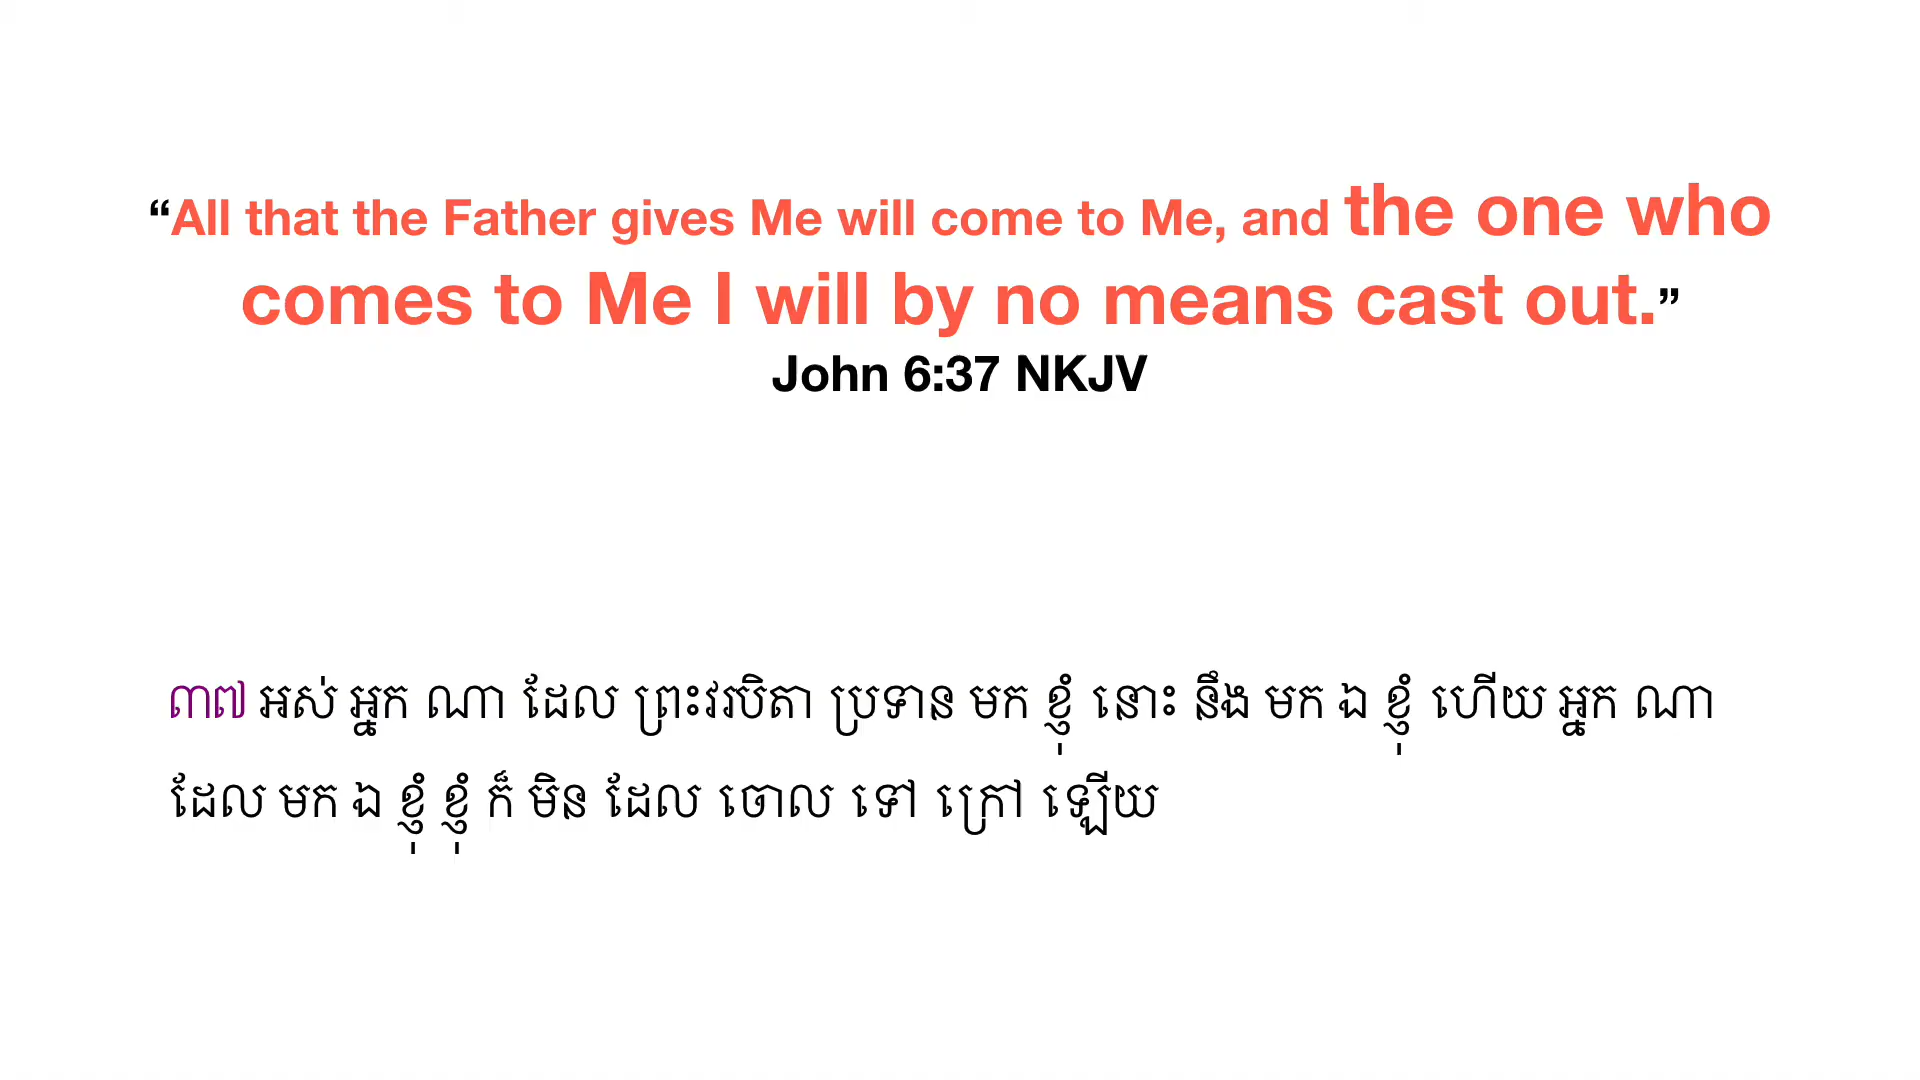 “All that the Father gives Me will come to Me, and the one who
comes to Me I will by no means cast out.”
John 6:37 NKJV
៣៧ អស់ អ្នក ណា ដែល ព្រះវរបិតា ប្រទាន មក ខ្ញុំ នោះ នឹង មក ឯ ខ្ញុំ ហើយ អ្នក ណា
ដែល មក ឯ ខ្ញុំ ខ្ញុំ ក៏ មិន ដែល ចោល ទៅ ក្រៅ ឡើយ